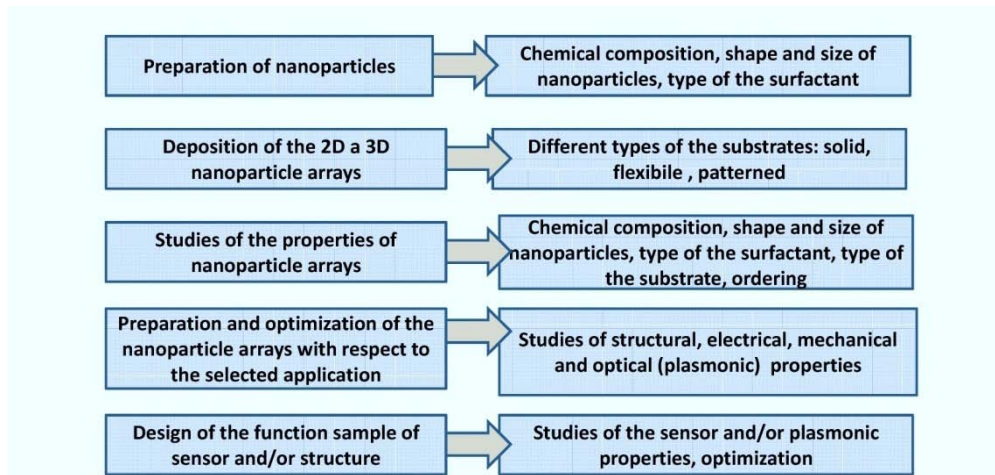 Preparation of nanoparticles
Chemical composition, shape and size of
nanoparticles, type of the surfactant
Deposition of the 2D a 3D
nanoparticle arrays
Different types of the substrates: solid,
flexibile , patterned
Studies of the properties of
nanoparticle arrays
Chemical composition, shape and size of
nanoparticles, type of the surfactant, type of
the substrate, ordering
Preparation and optimization of the
nanoparticle arrays with respect to
the selected application
Studies of structural, electrical, mechanical
and optical (plasmonic) properties
Design of the function sample of
sensor and/or structure
Studies of the sensor and/or plasmonic
properties, optimization